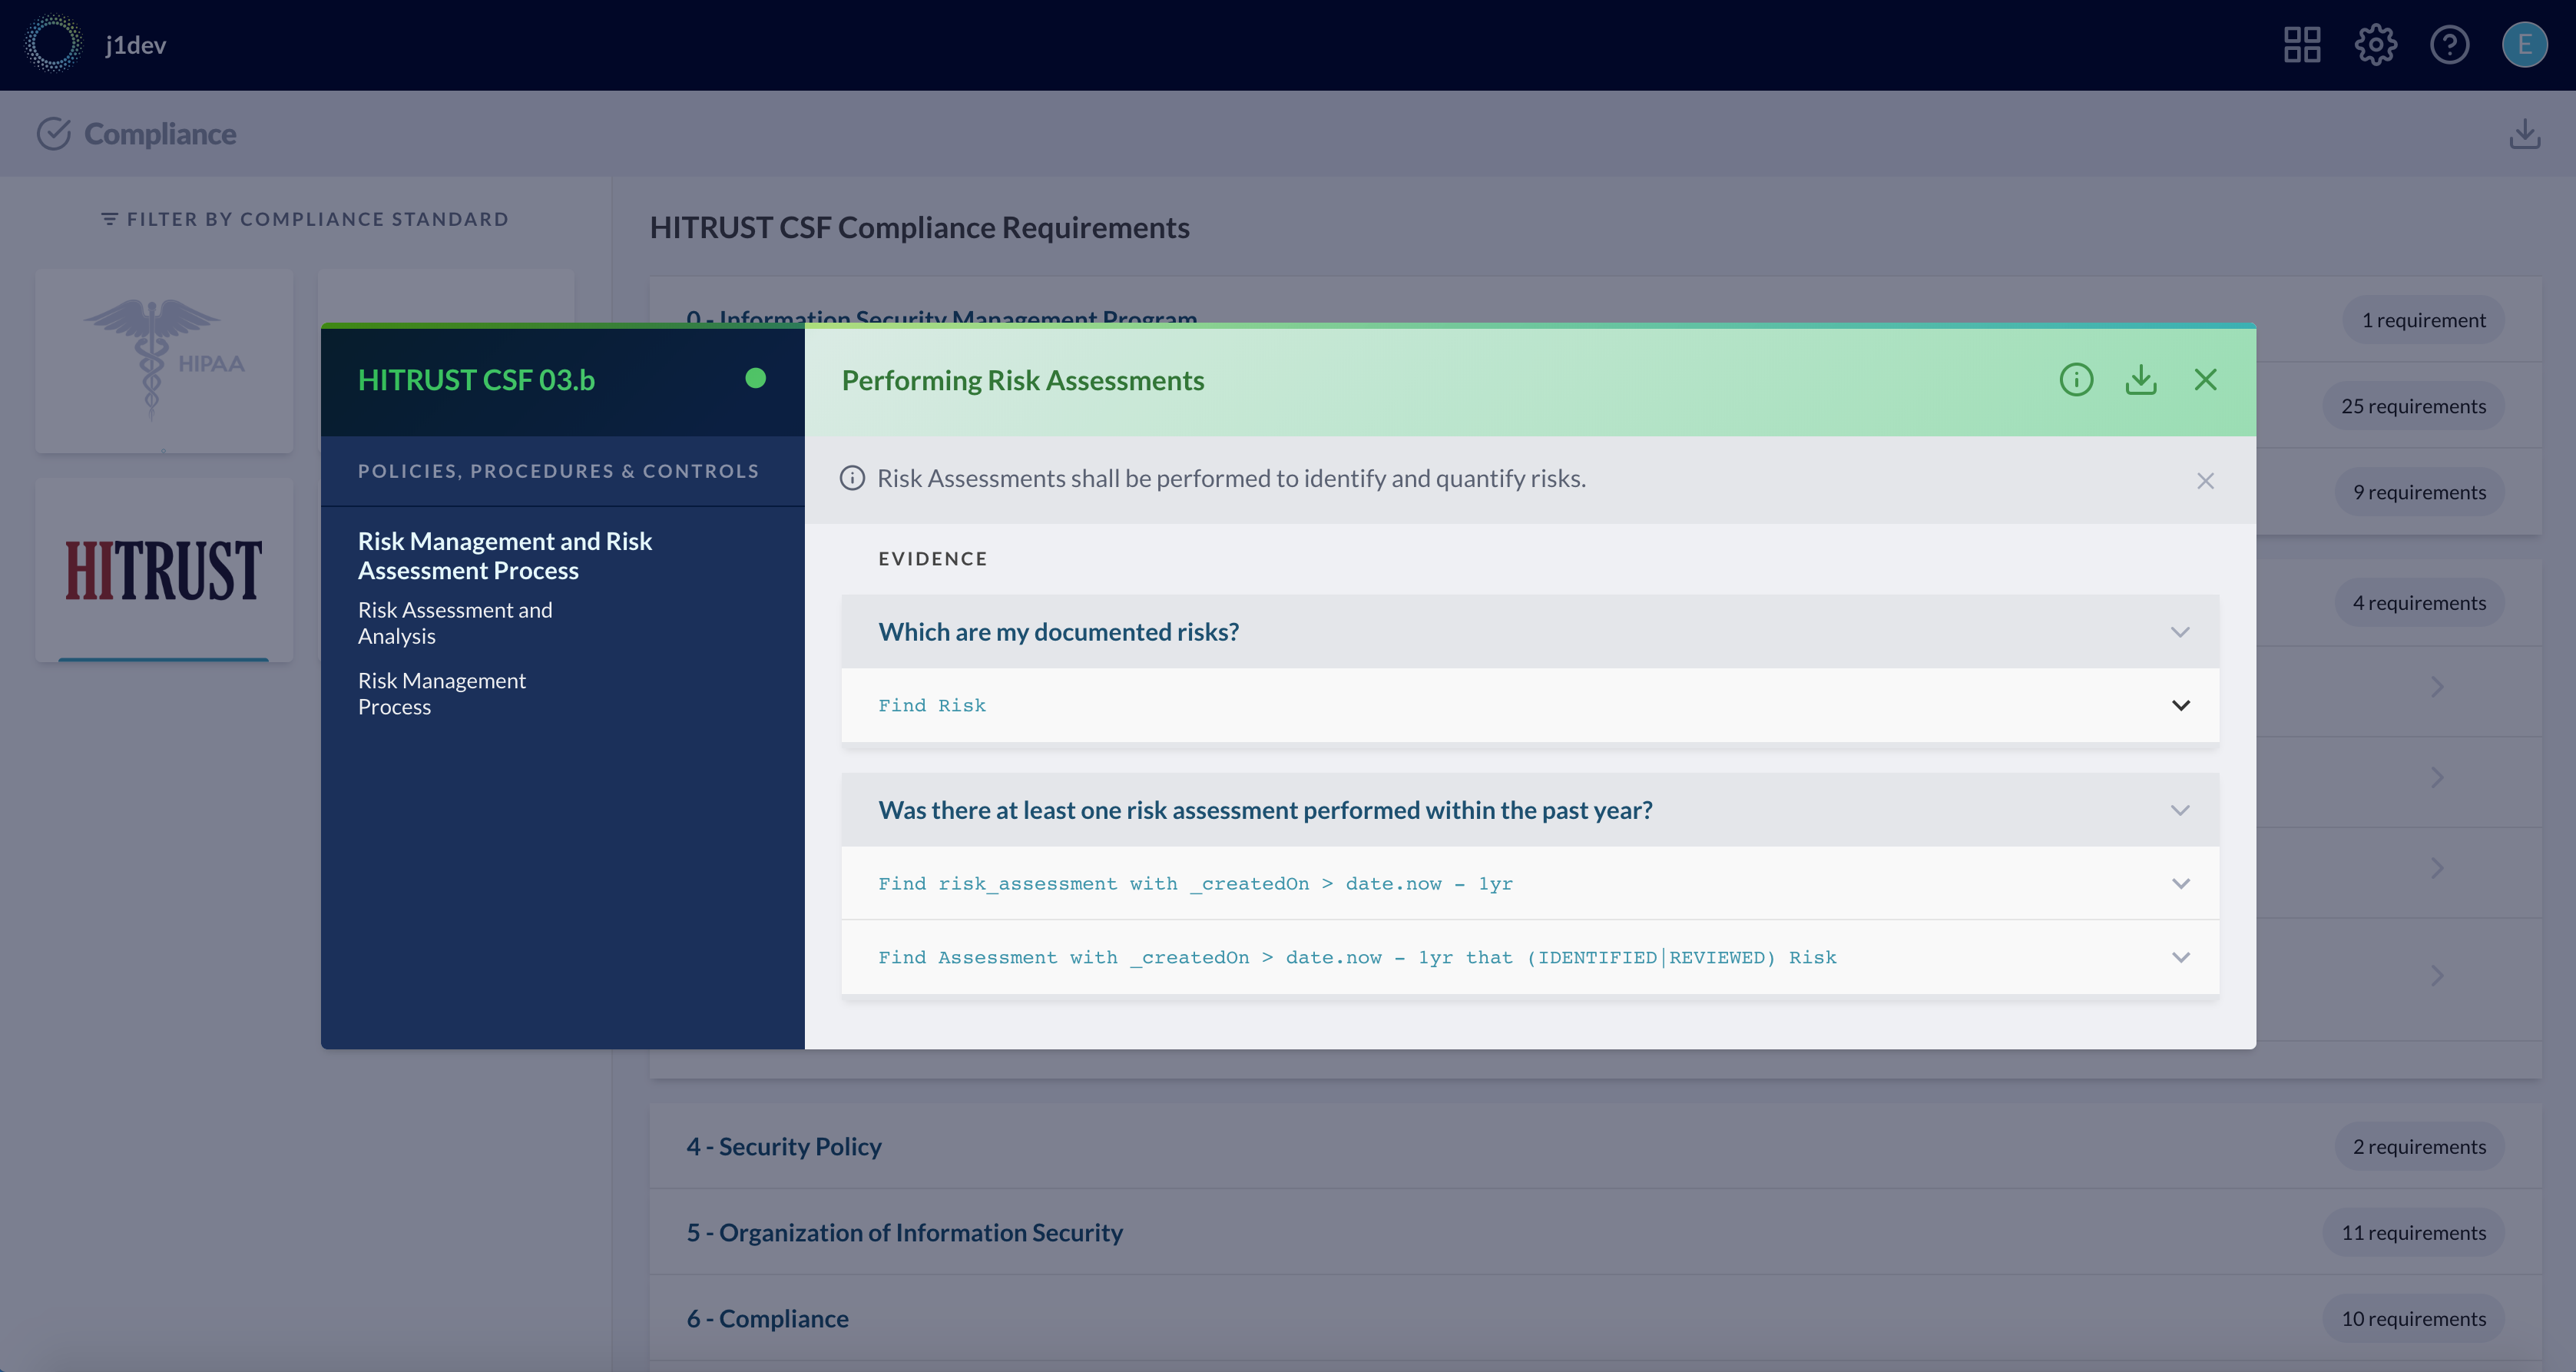 j1dev
E
Compliance
FILTER BY COMPLIANCE STANDARD
HIPAA
HITRUST
HITRUST CSF Compliance Requirements
0 - Information Security Management Program
1 requirement
25 requirements
9 requirements
4 requirements
HITRUST CSF 03.b
POLICIES, PROCEDURES & CONTROLS
Risk Management and Risk
Assessment Process
Risk Assessment and
Analysis
Risk Management
Process
Performing Risk Assessments
Risk Assessments shall be performed to identify and quantify risks.
EVIDENCE
Which are my documented risks?
Find Risk
Was there at least one risk assessment performed within the past year?
Find risk_assessment with _createdOn > date.now - 1yr
Find Assessment with _createdOn > date.now - 1yr that (IDENTIFIED|REVIEWED) Risk
4 - Security Policy
2 requirements
5 - Organization of Information Security
11 requirements
6 - Compliance
10 requirements